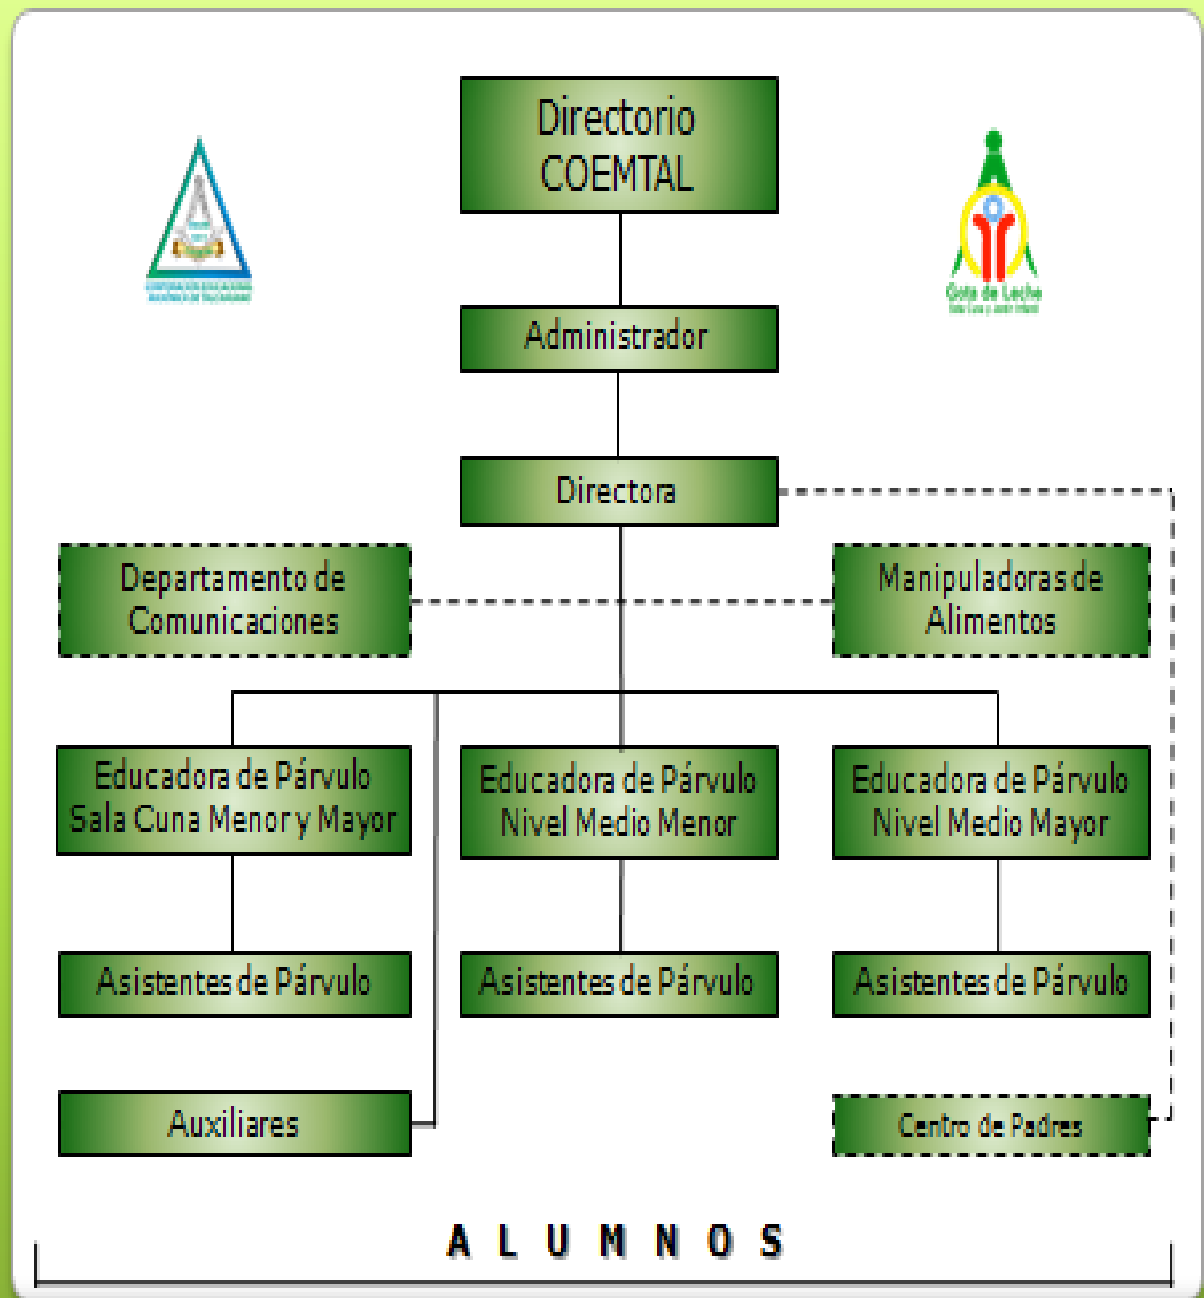 Directorio
COEMTAL
Gota de Leche
Administrador
Directora
Departamento de
Comunicaciones
Manipuladoras de
Alimentos
Educadora de Párvulo
Sala Cuna Menor y Mayor
Educadora de Párvulo
Nivel Medio Menor
Educadora de Párvulo
Nivel Medio Mayor
Asistentes de Párvulo
Asistentes de Párvulo
Asistentes de Párvulo
Auxiliares
Centro de Padres
A L U M N O S